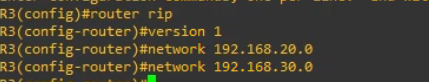 R3(config)#router rip
R3(config-router)#version 1
R3(config-router)#network 192.168.20.0
R3(config-router)#network 192.168.30.0
R3(config-router)#